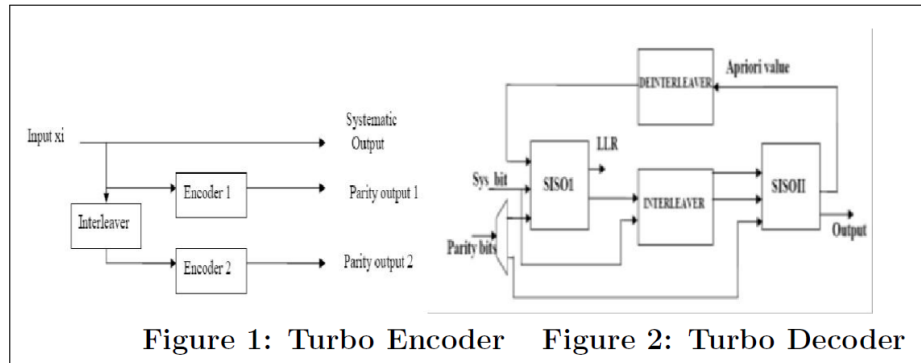 Input xi
Systematic
Output
Encoder 1
Parity output 1
Interleaver
Encoder 2
Parity output 2
Apriori value
DEINTERLEAVER
LLR
Sys bit
SISO1
INTERLEAVER
SISOII
Parity bits
Output
Figure 1: Turbo Encoder
Figure 2: Turbo Decoder